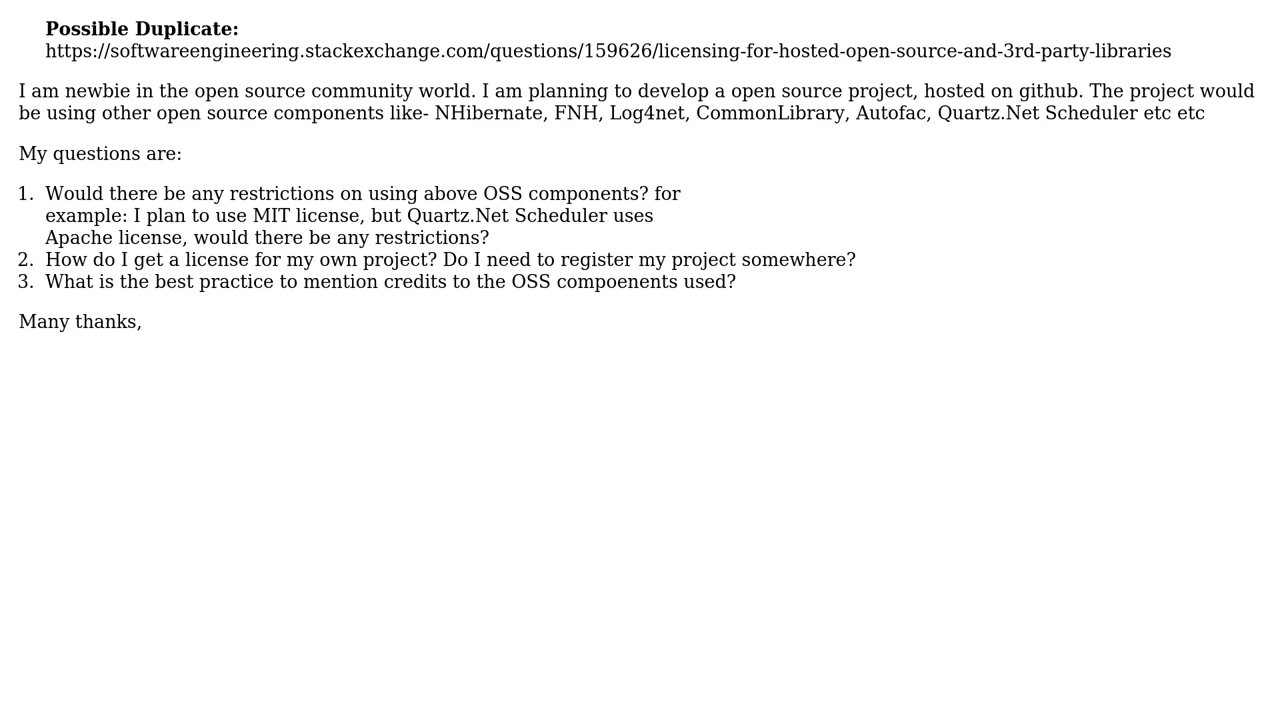 Possible Duplicate:
https://softwareengineering.stackexchange.com/questions/159626/licensing-for-hosted-open-source-and-3rd-party-libraries
I am newbie in the open source community world. I am planning to develop a open source project, hosted on github. The project would
be using other open source components like- NHibernate, FNH, Log4net, CommonLibrary, Autofac, Quartz.Net Scheduler etc etc
My questions are:
1. Would there be any restrictions on using above OSS components? for
example: I plan to use MIT license, but Quartz.Net Scheduler uses
Apache license, would there be any restrictions?
2. How do I get a license for my own project? Do I need to register my project somewhere?
3. What is the best practice to mention credits to the OSS compoenents used?
Many thanks,